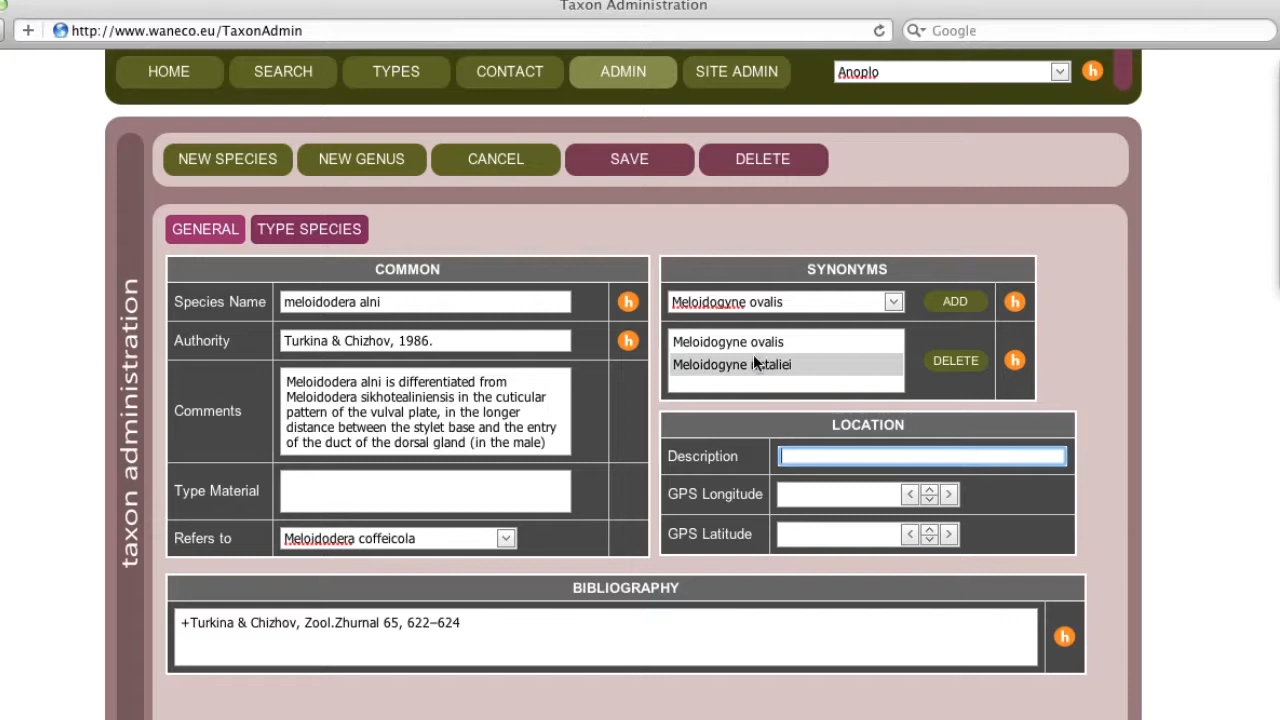 Taxon Administration
http://www.waneco.eu/TaxonAdmin
Google
HOME
SEARCH
TYPES
CONTACT
ADMIN
SITE ADMIN
Anoplo
h
NEW SPECIES
NEW GENUS
CANCEL
SAVE
DELETE
taxon administration
GENERAL
TYPE SPECIES
COMMON
Species Name
meloidodera alni
h
Authority
Turkina & Chizhov, 1986.
h
Comments
Meloidodera alni is differentiated from
Meloidodera sikhotealiniensis in the cuticular
pattern of the vulval plate, in the longer
distance between the stylet base and the entry
of the duct of the dorsal gland (in the male)
Type Material
Refers to
Meloidodera coffeicola
SYNONYMS
Meloidogyne ovalis
ADD
h
Meloidogyne ovalis
Meloidogyne
DELETE
h
LOCATION
Description
GPS Longitude
GPS Latitude
BIBLIOGRAPHY
+Turkina & Chizhov, Zool.Zhurnal 65, 622–624
h